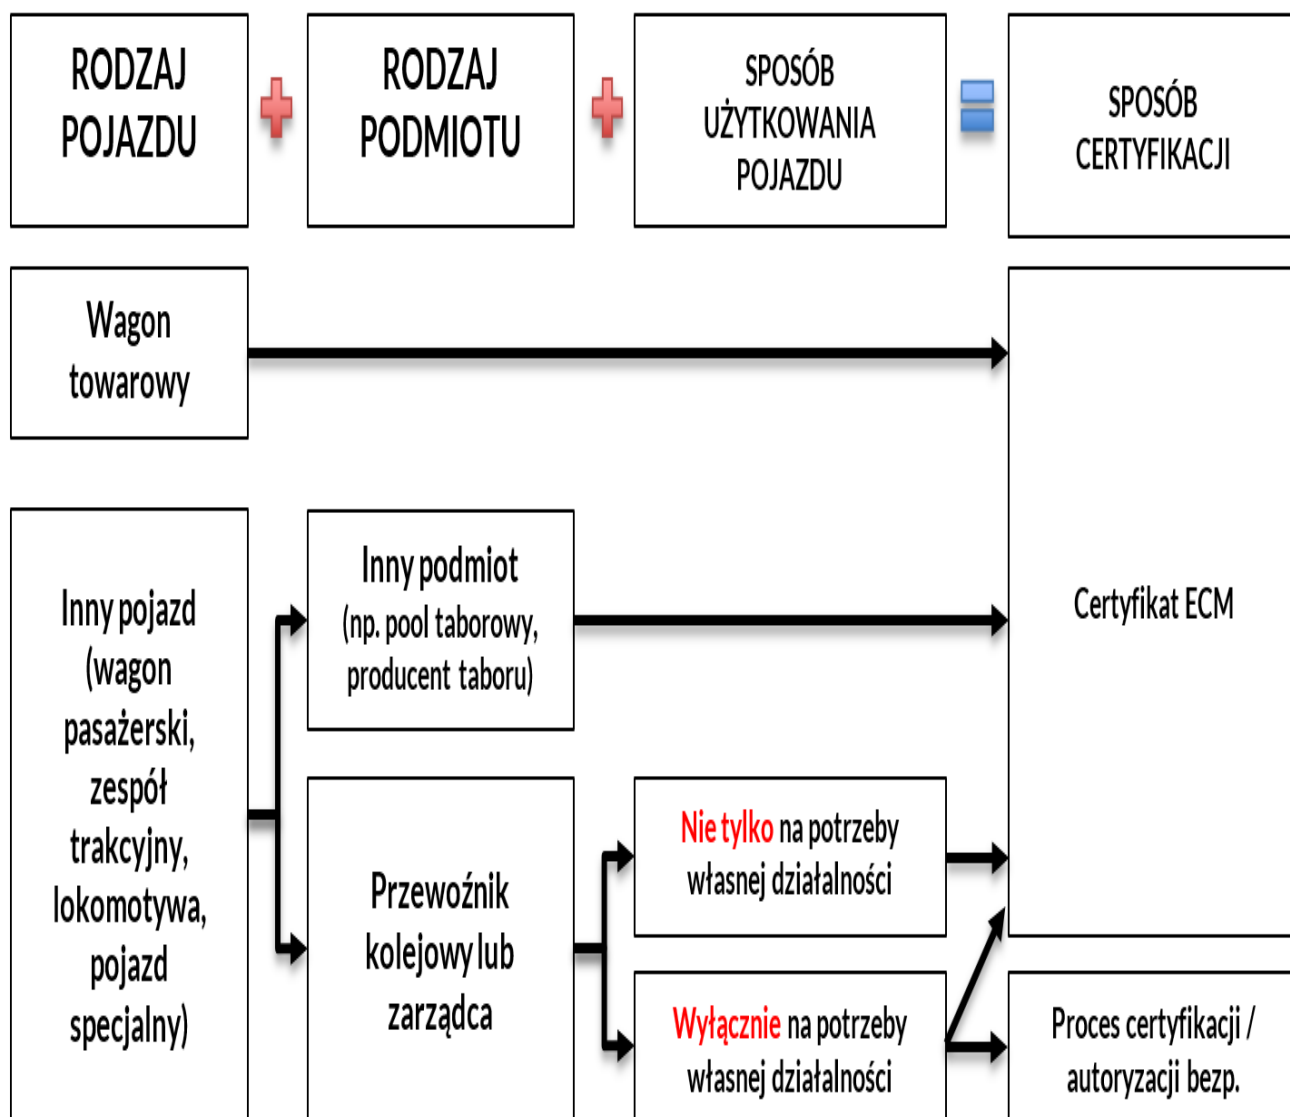 RODZAJ
POJAZDU
RODZAJ
PODMIOTU
SPOSÓB
UŻYTKOWANIA
POJAZDU
SPOSÓB
CERTYFIKACJI
Wagon
towarowy
Inny pojazd
(wagon
pasażerski,
zespół
trakcyjny,
lokomotywa,
pojazd
specjalny)
Inny podmiot
(np. pool taborowy,
producent taboru)
Przewoźnik
kolejowy lub
zarządca
Nie tylko na potrzeby
własnej działalności
Wyłącznie na potrzeby
własnej działalności
Certyfikat ECM
Proces certyfikacji /
autoryzacji bezp.